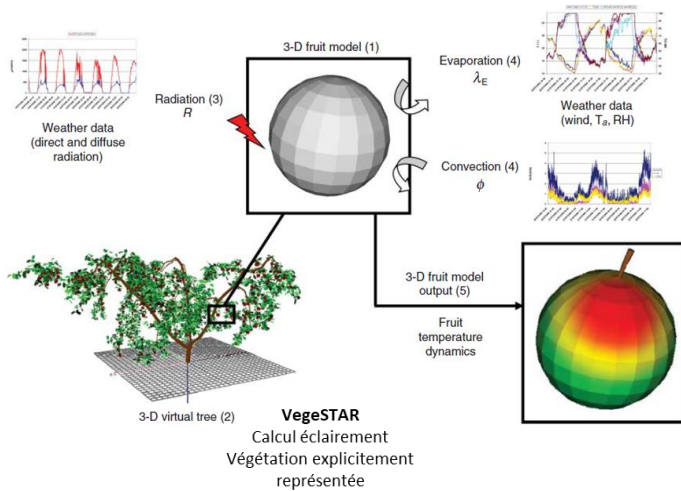 3-D fruit model (1)
Evaporation (4)
λE
Radiation (3)
R
Weather data
(direct and diffuse
radiation)
Weather data
(wind, Ta, RH)
Convection (4)
ϕ
3-D fruit model
output (5)
Fruit
temperature
dynamics
3-D virtual tree (2)
VegeSTAR
Calcul éclairement
Végétation explicitement
représentée